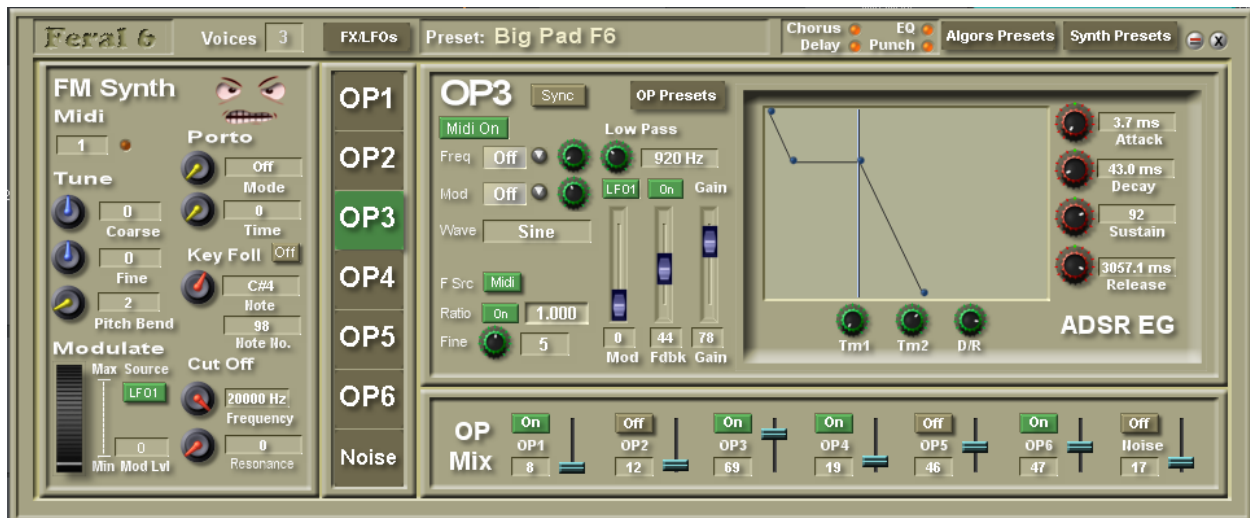 Feral 6
Voices 3
FX/LFOs
Preset: Big Pad F6
Chorus EQ
Delay Punch
Algors Presets
Synth Presets
FM Synth
Midi
1
Porto
Off
Mode
0
Time
Tune
0
Coarse
0
Fine
2
Pitch Bend
Key Foll Off
C#4
Note
98
Note No.
Modulate
Max Source
LFO1
0
Min Mod Lvl
Cut Off
20000 Hz
Frequency
0
Resonance
OP1
OP2
OP3
OP4
OP5
OP6
Noise
OP3 Sync OP Presets
Midi On Low Pass
Freq Off 920 Hz
Mod Off LFO1 On Gain
Wave Sine
F Src Midi
Ratio On 1.000
Fine 5
0 44 78
Mod Fdbk Gain
3.7 ms
Attack
43.0 ms
Decay
92
Sustain
3057.1 ms
Release
Tm1 Tm2 D/R
ADSR EG
OP
Mix
On Off On On Off On Off
OP1 OP2 OP3 OP4 OP5 OP6 Noise
8 12 69 19 46 47 17